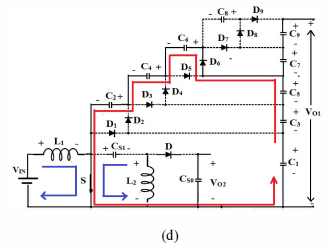 - C8 + D9
+
C9
-
- C6 + D7 D8
+
C7
-
VO1
- C4 + D5 D6
+
C5
-
- C2 + D3 D4
+
C3
-
D1 D2
+
C1
-
+ L1 - - CS1 + D
VIN S L2 CS0 VO2
+ -
(d)